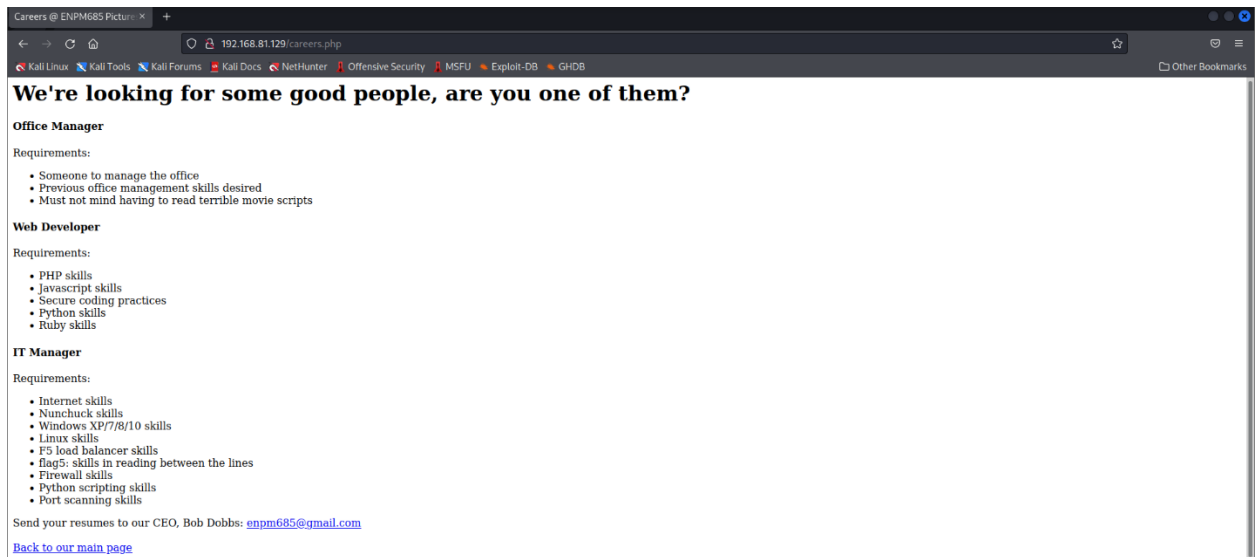 Careers @ ENPM685 Picture
192.168.81.129/careers.php
Kali Linux Kali Tools Kali Forums Kali Docs NetHunter Offensive Security MSFU Exploit-DB GHDB Other Bookmarks
We're looking for some good people, are you one of them?
Office Manager
Requirements:
• Someone to manage the office
• Previous office management skills desired
• Must not mind having to read terrible movie scripts
Web Developer
Requirements:
• PHP skills
• Javascript skills
• Secure coding practices
• Python skills
• Ruby skills
IT Manager
Requirements:
• Internet skills
• Nunchuck skills
• Windows XP/7/8/10 skills
• Linux skills
• F5 load balancer skills
• flag5: skills in reading between the lines
• Firewall skills
• Python scripting skills
• Port scanning skills
Send your resumes to our CEO, Bob Dobbs: enpm685@gmail.com
Back to our main page